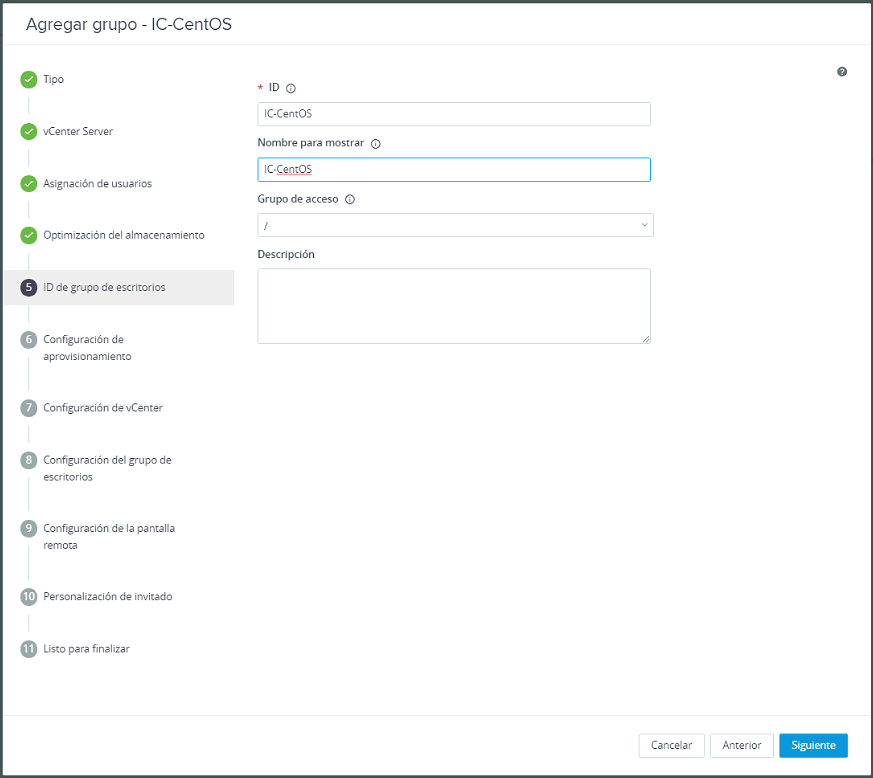 Agregar grupo - IC-CentOS
Tipo
vCenter Server
Asignación de usuarios
Optimización del almacenamiento
5 ID de grupo de escritorios
6 Configuración de
aprovisionamiento
7 Configuración de vCenter
8 Configuración del grupo de
escritorios
9 Configuración de la pantalla
remota
10 Personalización de invitado
11 Listo para finalizar
?
* ID
IC-CentOS
Nombre para mostrar
IC-CentOS
Grupo de acceso
/
Descripción
Cancelar
Anterior
Siguiente